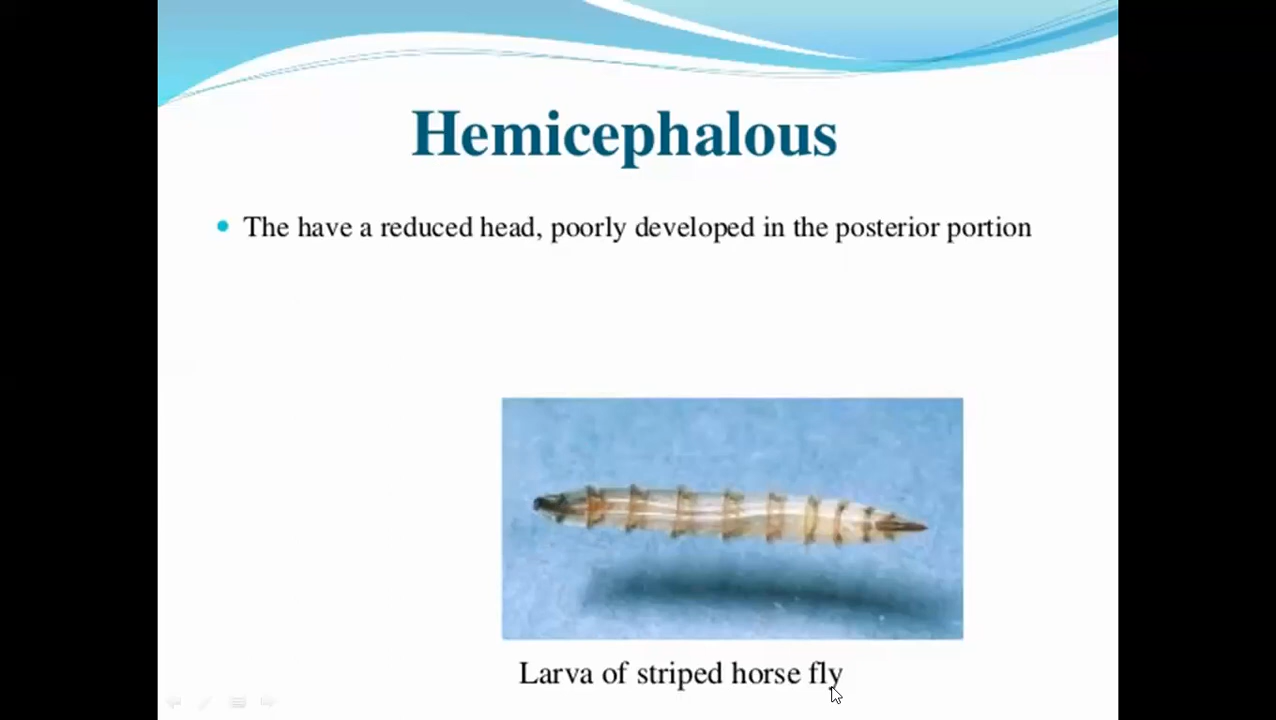 Hemicephalous
The have a reduced head, poorly developed in the posterior portion
Larva of striped horse fly